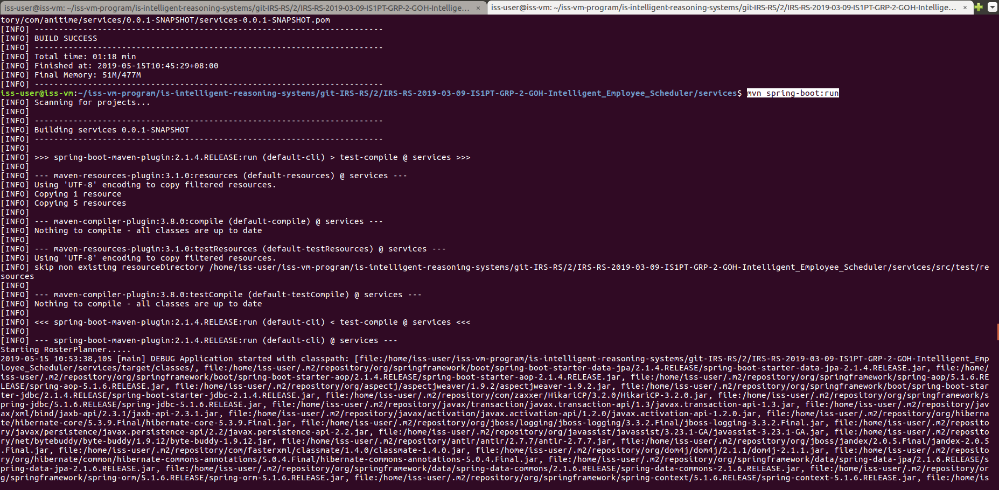 iss-user@iss-vm: ~/iss-vm-program/is-intelligent-reasoning-systems/git-IRS-RS/2/IRS-RS-2019-03-09-IS1PT-GRP-2-GOH-Intellige... ×
iss-user@iss-vm: ~/iss-vm-program/is-intelligent-reasoning-systems/git-IRS-RS/2/IRS-RS-2019-03-09-IS1PT-GRP-2-GOH-Intellige... ×
tory/com/anitime/services/0.0.1-SNAPSHOT/services-0.0.1-SNAPSHOT.pom
[INFO] ------------------------------------------------------------------------
[INFO] BUILD SUCCESS
[INFO] ------------------------------------------------------------------------
[INFO] Total time: 01:18 min
[INFO] Finished at: 2019-05-15T10:45:29+08:00
[INFO] Final Memory: 51M/477M
[INFO] ------------------------------------------------------------------------
iss-user@iss-vm:~/iss-vm-program/is-intelligent-reasoning-systems/git-IRS-RS/2/IRS-RS-2019-03-09-IS1PT-GRP-2-GOH-Intelligent_Employee_Scheduler/services$ mvn spring-boot:run
[INFO] Scanning for projects...
[INFO]
[INFO] ------------------------------------------------------------------------
[INFO] Building services 0.0.1-SNAPSHOT
[INFO] ------------------------------------------------------------------------
[INFO]
[INFO] >>> spring-boot-maven-plugin:2.1.4.RELEASE:run (default-cli) > test-compile @ services >>>
[INFO]
[INFO] --- maven-resources-plugin:3.1.0:resources (default-resources) @ services ---
[INFO] Using 'UTF-8' encoding to copy filtered resources.
[INFO] Copying 1 resource
[INFO] Copying 5 resources
[INFO]
[INFO] --- maven-compiler-plugin:3.8.0:compile (default-compile) @ services ---
[INFO] Nothing to compile - all classes are up to date
[INFO]
[INFO] --- maven-resources-plugin:3.1.0:testResources (default-testResources) @ services ---
[INFO] Using 'UTF-8' encoding to copy filtered resources.
[INFO] skip non existing resourceDirectory /home/iss-user/iss-vm-program/is-intelligent-reasoning-systems/git-IRS-RS/2/IRS-RS-2019-03-09-IS1PT-GRP-2-GOH-Intelligent_Employee_Scheduler/services/src/test/re
sources
[INFO]
[INFO] --- maven-compiler-plugin:3.8.0:testCompile (default-testCompile) @ services ---
[INFO] Nothing to compile - all classes are up to date
[INFO]
[INFO] <<< spring-boot-maven-plugin:2.1.4.RELEASE:run (default-cli) < test-compile @ services <<<
[INFO]
[INFO] --- spring-boot-maven-plugin:2.1.4.RELEASE:run (default-cli) @ services ---
Starting RosterPlanner.....
2019-05-15 10:53:38,105 [main] DEBUG Application started with classpath: [file:/home/iss-user/iss-vm-program/is-intelligent-reasoning-systems/git-IRS-RS/2/IRS-RS-2019-03-09-IS1PT-GRP-2-GOH-Intelligent_Emp
loyee_Scheduler/services/target/classes/, file:/home/iss-user/.m2/repository/org/springframework/boot/spring-boot-starter-data-jpa/2.1.4.RELEASE/spring-boot-starter-data-jpa-2.1.4.RELEASE.jar, file:/home/
iss-user/.m2/repository/org/springframework/boot/spring-boot-starter-aop/2.1.4.RELEASE/spring-boot-starter-aop-2.1.4.RELEASE.jar, file:/home/iss-user/.m2/repository/org/springframework/spring-aop/5.1.6.RE
LEASE/spring-aop-5.1.6.RELEASE.jar, file:/home/iss-user/.m2/repository/org/aspectj/aspectjweaver/1.9.2/aspectjweaver-1.9.2.jar, file:/home/iss-user/.m2/repository/org/springframework/boot/spring-boot-star
ter-jdbc/2.1.4.RELEASE/spring-boot-starter-jdbc-2.1.4.RELEASE.jar, file:/home/iss-user/.m2/repository/com/zaxxer/HikariCP/3.2.0/HikariCP-3.2.0.jar, file:/home/iss-user/.m2/repository/org/springframework/s
pring-jdbc/5.1.6.RELEASE/spring-jdbc-5.1.6.RELEASE.jar, file:/home/iss-user/.m2/repository/javax/transaction/javax.transaction-api/1.3/javax.transaction-api-1.3.jar, file:/home/iss-user/.m2/repository/jav
ax/xml/bind/jaxb-api/2.3.1/jaxb-api-2.3.1.jar, file:/home/iss-user/.m2/repository/javax/activation/javax.activation-api/1.2.0/javax.activation-api-1.2.0.jar, file:/home/iss-user/.m2/repository/org/hiberna
te/hibernate-core/5.3.9.Final/hibernate-core-5.3.9.Final.jar, file:/home/iss-user/.m2/repository/org/jboss/logging/jboss-logging/3.3.2.Final/jboss-logging-3.3.2.Final.jar, file:/home/iss-user/.m2/reposito
ry/javax/persistence/javax.persistence-api/2.2/javax.persistence-api-2.2.jar, file:/home/iss-user/.m2/repository/org/javassist/javassist/3.23.1-GA/javassist-3.23.1-GA.jar, file:/home/iss-user/.m2/reposito
ry/net/bytebuddy/byte-buddy/1.9.12/byte-buddy-1.9.12.jar, file:/home/iss-user/.m2/repository/antlr/antlr/2.7.7/antlr-2.7.7.jar, file:/home/iss-user/.m2/repository/org/jboss/jandex/2.0.5.Final/jandex-2.0.5
.Final.jar, file:/home/iss-user/.m2/repository/com/fasterxml/classmate/1.4.0/classmate-1.4.0.jar, file:/home/iss-user/.m2/repository/org/dom4j/dom4j/2.1.1/dom4j-2.1.1.jar, file:/home/iss-user/.m2/reposito
ry/org/hibernate/common/hibernate-commons-annotations/5.0.4.Final/hibernate-commons-annotations-5.0.4.Final.jar, file:/home/iss-user/.m2/repository/org/springframework/data/spring-data-jpa/2.1.6.RELEASE/s
pring-data-jpa-2.1.6.RELEASE.jar, file:/home/iss-user/.m2/repository/org/springframework/data/spring-data-commons/2.1.6.RELEASE/spring-data-commons-2.1.6.RELEASE.jar, file:/home/iss-user/.m2/repository/or
g/springframework/spring-orm/5.1.6.RELEASE/spring-orm-5.1.6.RELEASE.jar, file:/home/iss-user/.m2/repository/org/springframework/spring-context/5.1.6.RELEASE/spring-context-5.1.6.RELEASE.jar, file:/home/is